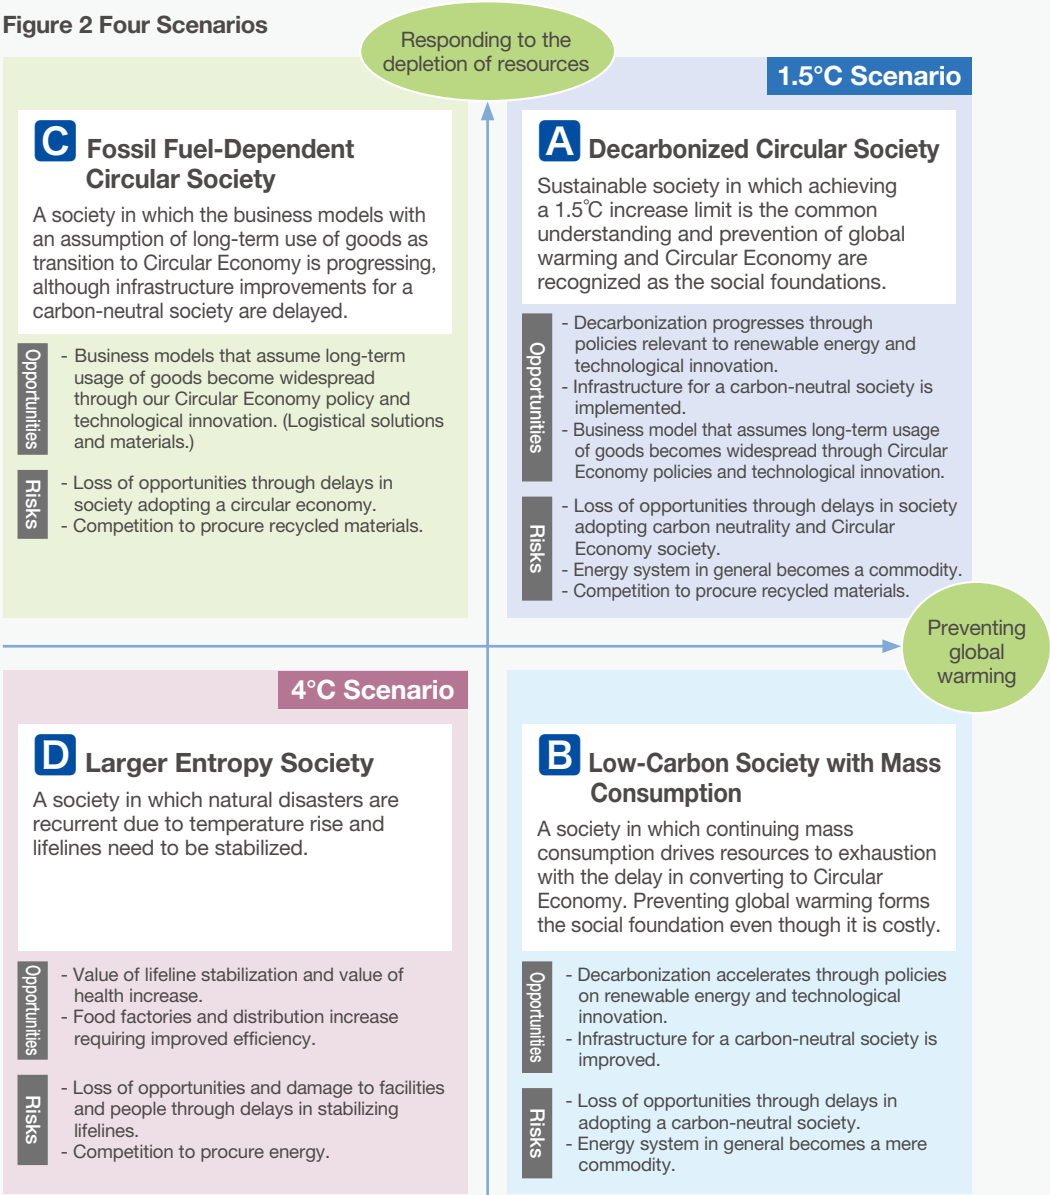 Figure 2 Four Scenarios
Responding to the
depletion of resources
1.5°C Scenario
C Fossil Fuel-Dependent
Circular Society
A society in which the business models with
an assumption of long-term use of goods as
transition to Circular Economy is progressing,
although infrastructure improvements for a
carbon-neutral society are delayed.
Opportunities
- Business models that assume long-term
usage of goods become widespread
through our Circular Economy policy and
technological innovation. (Logistical solutions
and materials.)
Risks
- Loss of opportunities through delays in
society adopting a circular economy.
- Competition to procure recycled materials.
A Decarbonized Circular Society
Sustainable society in which achieving
a 1.5℃ increase limit is the common
understanding and prevention of global
warming and Circular Economy are
recognized as the social foundations.
Opportunities
- Decarbonization progresses through
policies relevant to renewable energy and
technological innovation.
- Infrastructure for a carbon-neutral society is
implemented.
- Business model that assumes long-term usage
of goods becomes widespread through Circular
Economy policies and technological innovation.
Risks
- Loss of opportunities through delays in society
adopting carbon neutrality and Circular
Economy society.
- Energy system in general becomes a commodity.
- Competition to procure recycled materials.
Preventing
global
warming
4°C Scenario
D Larger Entropy Society
A society in which natural disasters are
recurrent due to temperature rise and
lifelines need to be stabilized.
Opportunities
- Value of lifeline stabilization and value of
health increase.
- Food factories and distribution increase
requiring improved efficiency.
Risks
- Loss of opportunities and damage to facilities
and people through delays in stabilizing
lifelines.
- Competition to procure energy.
B Low-Carbon Society with Mass
Consumption
A society in which continuing mass
consumption drives resources to exhaustion
with the delay in converting to Circular
Economy. Preventing global warming forms
the social foundation even though it is costly.
Opportunities
- Decarbonization accelerates through policies
on renewable energy and technological
innovation.
- Infrastructure for a carbon-neutral society is
improved.
Risks
- Loss of opportunities through delays in
adopting a carbon-neutral society.
- Energy system in general becomes a mere
commodity.